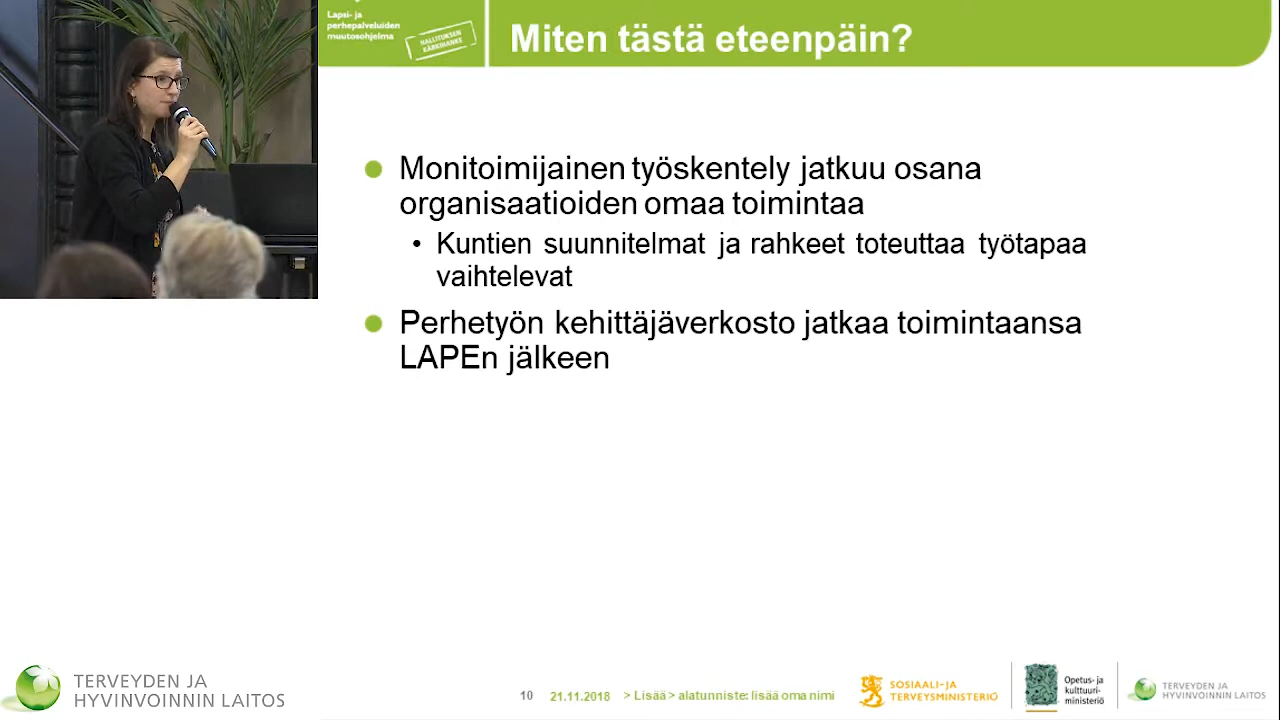 Lapsi- ja
perhepalveluiden
muutosohjelma
HALLITUKSEN
KÄRKIHANKE
Miten tästä eteenpäin?
Monitoimijainen työskentely jatkuu osana
organisaatioiden omaa toimintaa
Kuntien suunnitelmat ja rahkeet toteuttaa työtapaa
vaihtelevat
Perhetyön kehittäjäverkosto jatkaa toimintaansa
LAPEn jälkeen
TERVEYDEN JA
HYVINVOINNIN LAITOS
10 21.11.2018 > Lisää > alatunniste: lisää oma nimi
SOSIAALI- JA
TERVEYSMINISTERIÖ
Opetus- ja
kulttuuri-
ministeriö
TERVEYDEN JA
HYVINVOINNIN LAITOS